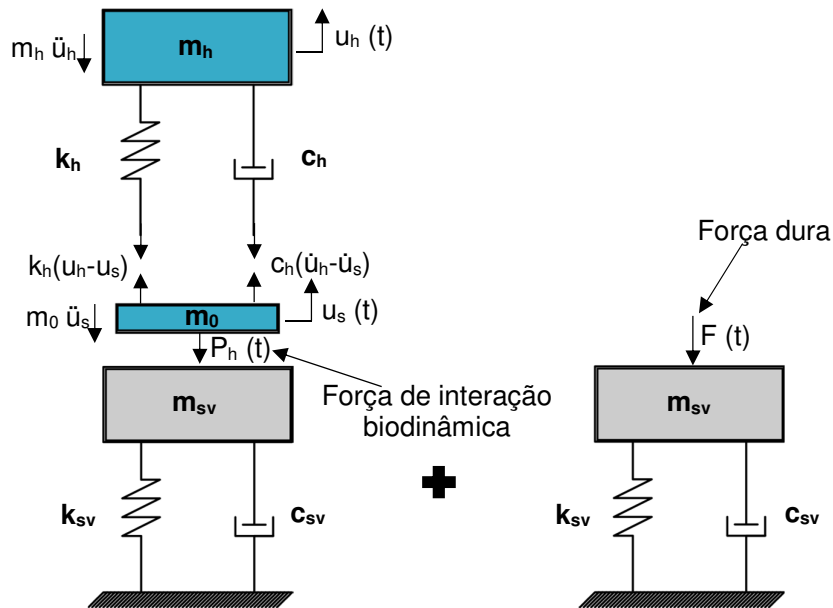 mₕ üₕ
mₕ
uₕ (t)
kₕ
cₕ
kₕ(uₕ-uₛ)
cₕ(u̇ₕ-u̇ₛ)
m₀ üₛ
m₀
uₛ (t)
Pₕ (t)
Força de interação
biodinâmica
mₛᵥ
kₛᵥ
cₛᵥ
Força dura
F (t)
mₛᵥ
kₛᵥ
cₛᵥ